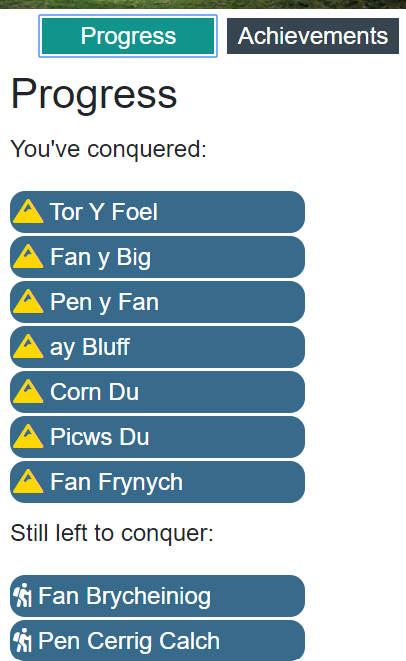 Progress Achievements
Progress
You've conquered:
Tor Y Foel
Fan y Big
Pen y Fan
ay Bluff
Corn Du
Picws Du
Fan Frynych
Still left to conquer:
Fan Brycheiniog
Pen Cerrig Calch